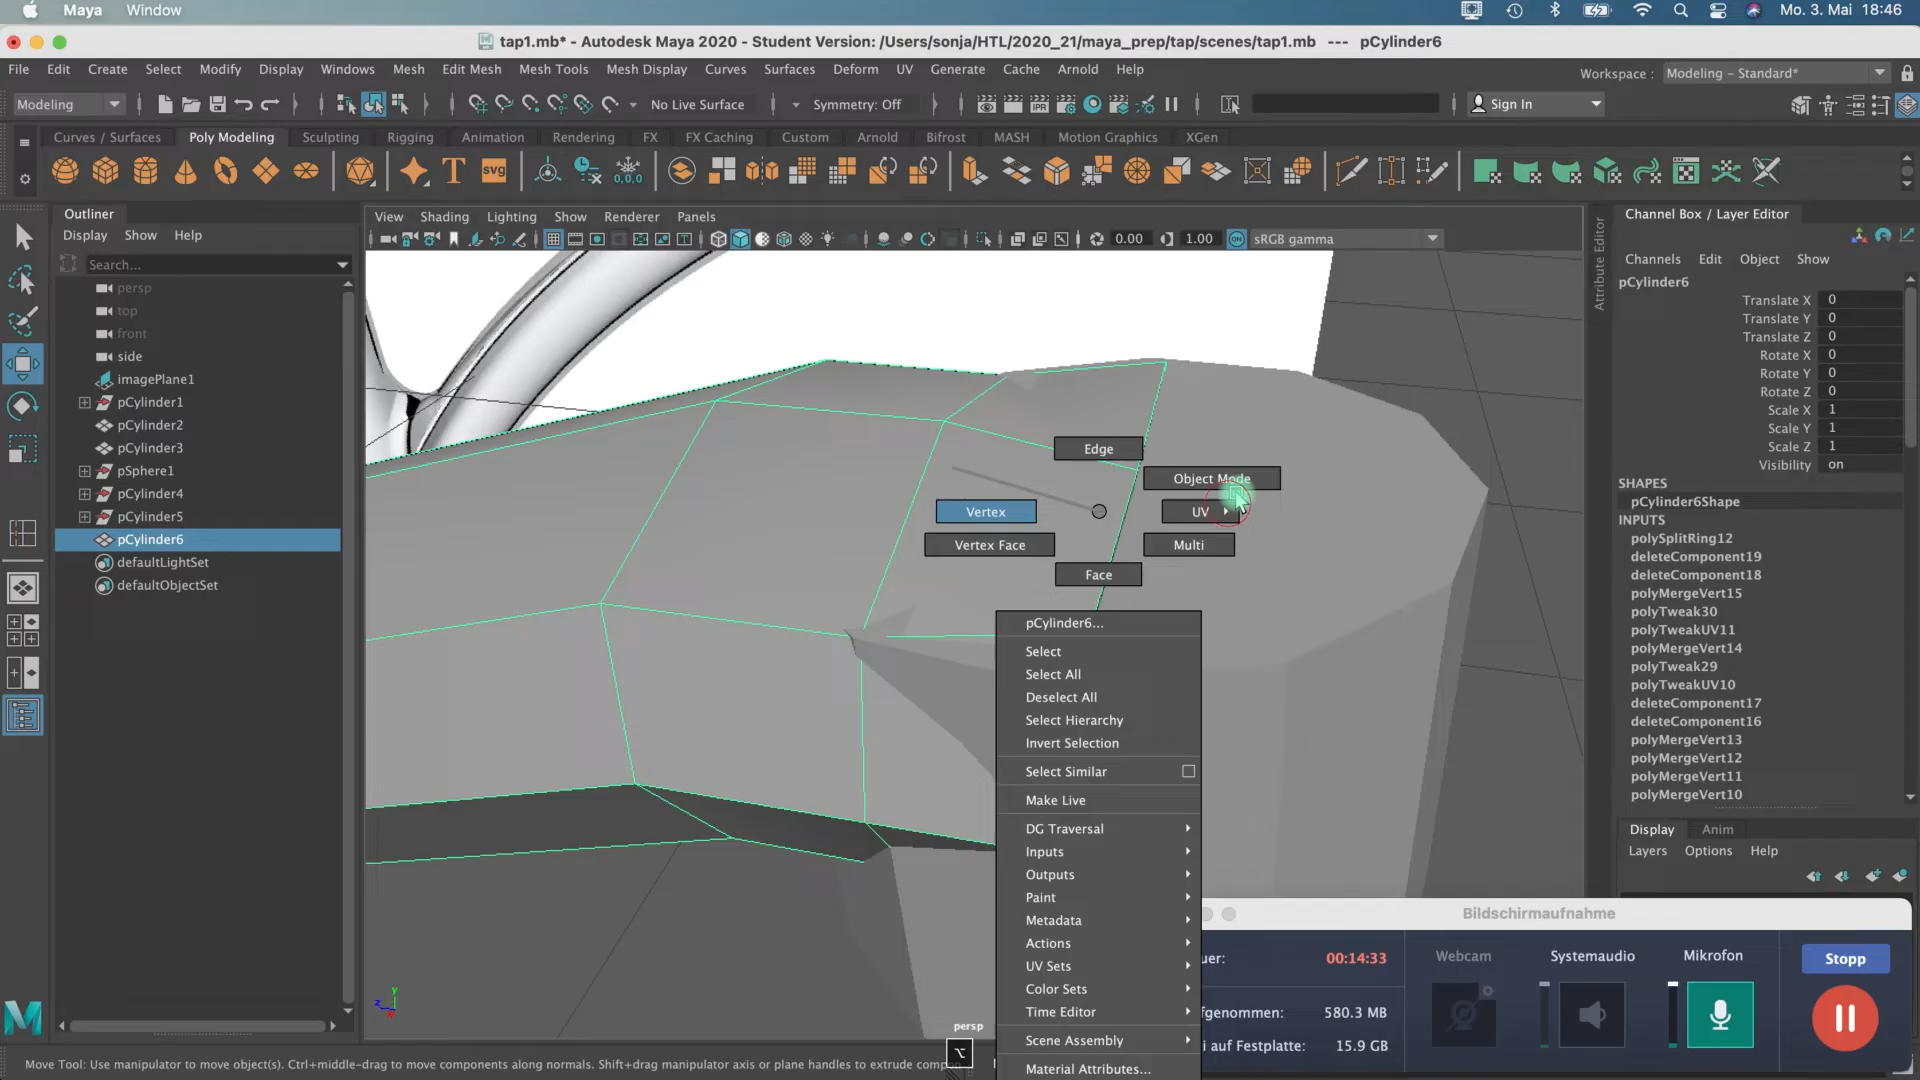 Maya Window
Mo. 3. Mai 18:46
tap1.mb* - Autodesk Maya 2020 - Student Version: /Users/sonja/HTL/2020_21/maya_prep/tap/scenes/tap1.mb --- pCylinder6
File Edit Create Select Modify Display Windows Mesh Edit Mesh Mesh Tools Mesh Display Curves Surfaces Deform UV Generate Cache Arnold Help
Workspace : Modeling - Standard*
Modeling No Live Surface Symmetry: Off Sign In
Curves / Surfaces Poly Modeling Sculpting Rigging Animation Rendering FX FX Caching Custom Arnold Bifrost MASH Motion Graphics XGen
T svg 0,0,0
Outliner
Display Show Help
Search...
persp
top
front
side
imagePlane1
pCylinder1
pCylinder2
pCylinder3
pSphere1
pCylinder4
pCylinder5
pCylinder6
defaultLightSet
defaultObjectSet
View Shading Lighting Show Renderer Panels
0.00 1.00 ON sRGB gamma
Edge
Object Mode
Vertex
UV
Vertex Face
Multi
Face
pCylinder6...
Select
Select All
Deselect All
Select Hierarchy
Invert Selection
Select Similar
Make Live
DG Traversal
Inputs
Outputs
Paint
Metadata
Actions
UV Sets
Color Sets
Time Editor
Scene Assembly
Material Attributes...
persp
y
z
Attribute Editor
Channel Box / Layer Editor
Channels Edit Object Show
pCylinder6
Translate X 0
Translate Y 0
Translate Z 0
Rotate X 0
Rotate Y 0
Rotate Z 0
Scale X 1
Scale Y 1
Scale Z 1
Visibility on
SHAPES
pCylinder6Shape
INPUTS
polySplitRing12
deleteComponent19
deleteComponent18
polyMergeVert15
polyTweak30
polyTweakUV11
polyMergeVert14
polyTweak29
polyTweakUV10
deleteComponent17
deleteComponent16
polyMergeVert13
polyMergeVert12
polyMergeVert11
polyMergeVert10
Display Anim
Layers Options Help
Bildschirmaufnahme
uer: 00:14:33
fgenommen: 580.3 MB
i auf Festplatte: 15.9 GB
Webcam Systemaudio Mikrofon
Stopp
Move Tool: Use manipulator to move object(s). Ctrl+middle-drag to move components along normals. Shift+drag manipulator axis or plane handles to extrude comp
⌥